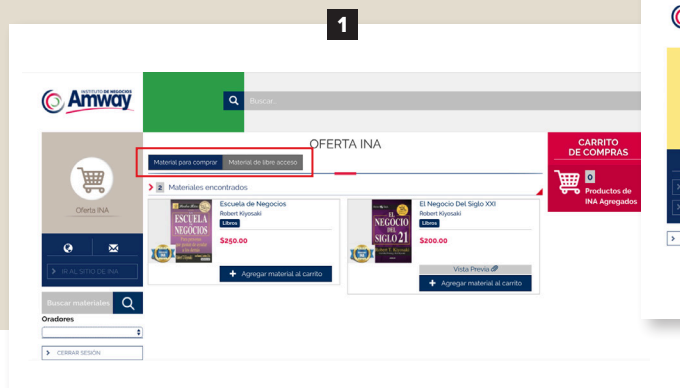 1
INSTITUTO DE NEGOCIOS
Amway
Buscar...
OFERTA INA
Material para comprar
Material de libre acceso
CARRITO
DE COMPRAS
0
Productos de
INA Agregados
Oferta INA
> IR AL SITIO DE INA
Buscar materiales
Oradores
> CERRAR SESIÓN
> 2 Materiales encontrados
ESCUELA
NEGOCIOS
Escuela de Negocios
Robert Kiyosaki
Libros
$250.00
+ Agregar material al carrito
EL
NEGOCIO
DEL
SIGLO 21
El Negocio Del Siglo XXI
Robert Kiyosaki
Libros
$200.00
Vista Previa
+ Agregar material al carrito